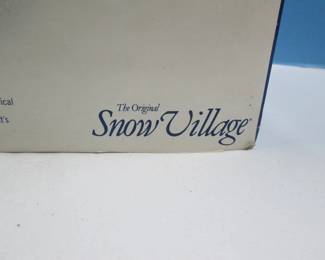 The Original
Snow Village®